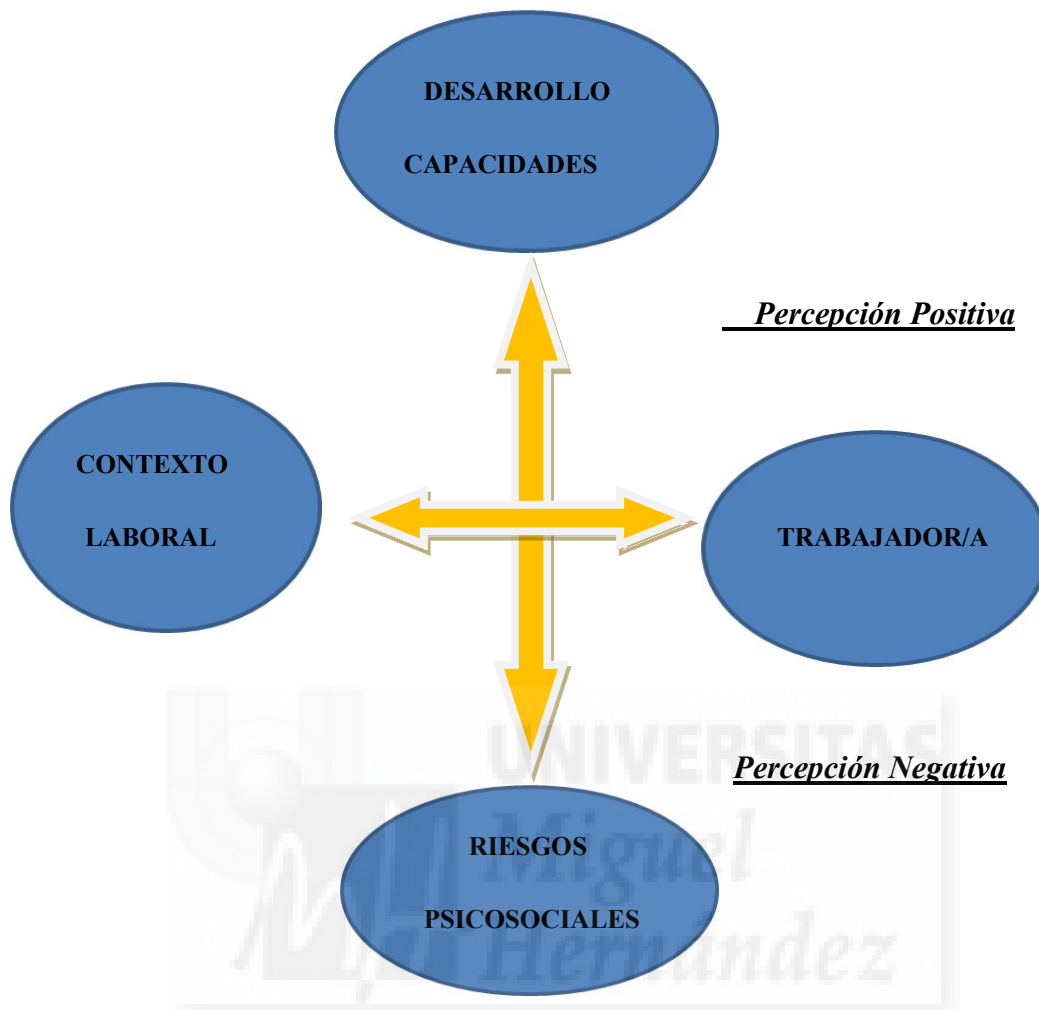 DESARROLLO
CAPACIDADES
Percepción Positiva
CONTEXTO
LABORAL
TRABAJADOR/A
UNIVERSITAS
Percepción Negativa
Miguel
Hernández
RIESGOS
PSICOSOCIALES